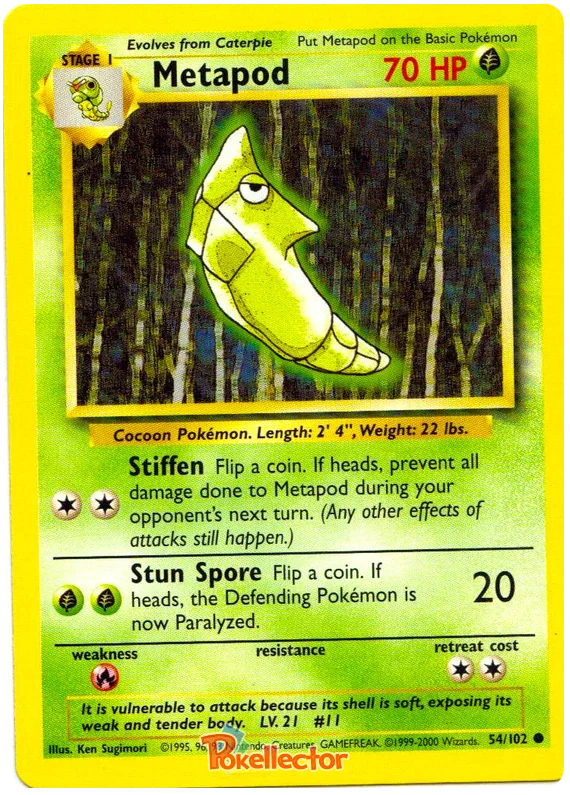 Evolves from Caterpie Put Metapod on the Basic Pokémon
STAGE 1
Metapod 70 HP
Cocoon Pokémon. Length: 2' 4", Weight: 22 lbs.
Stiffen Flip a coin. If heads, prevent all
damage done to Metapod during your
opponent's next turn. (Any other effects of
attacks still happen.)
Stun Spore Flip a coin. If
heads, the Defending Pokémon is
now Paralyzed.
20
weakness resistance retreat cost
It is vulnerable to attack because its shell is soft, exposing its
weak and tender body. LV. 21 #11
Illus. Ken Sugimori ©1995, 96, 98 Nintendo, Creatures, GAMEFREAK. ©1999-2000 Wizards. 54/102
Pokellector